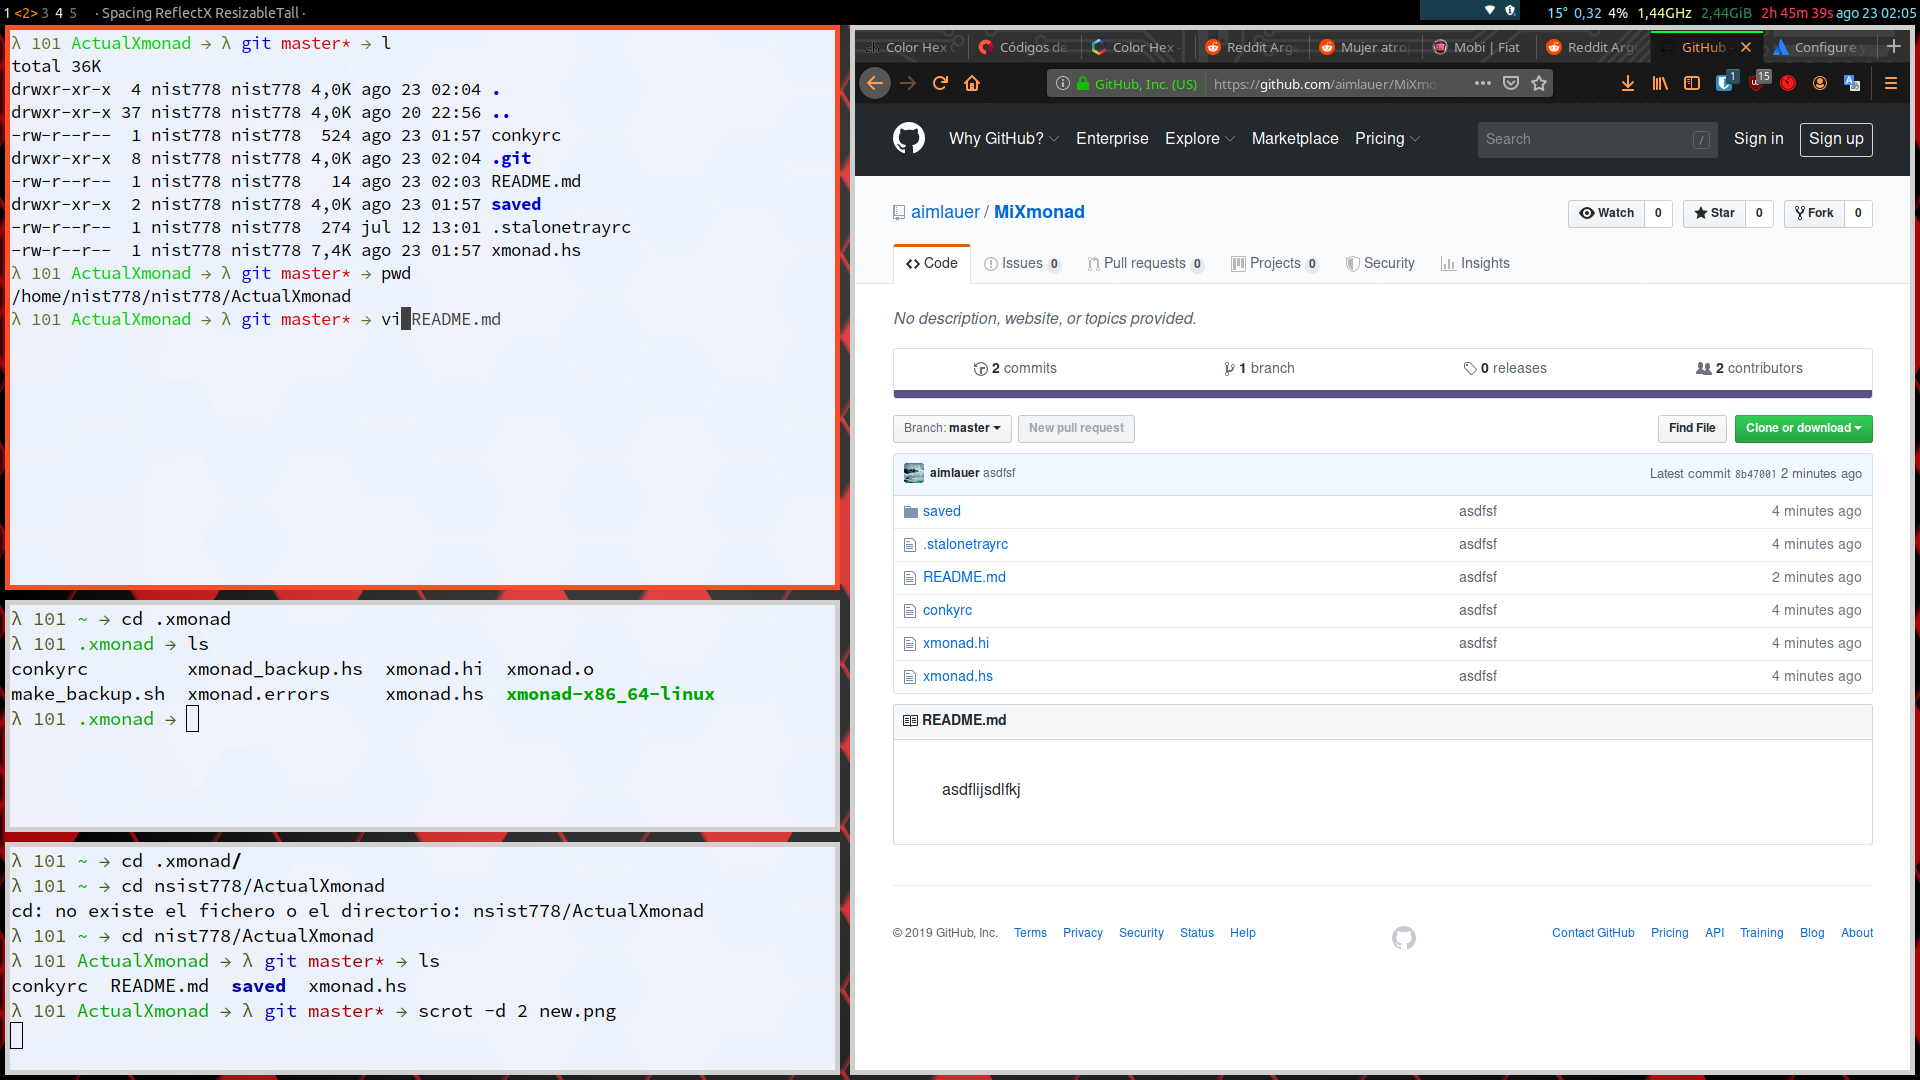 1 <2> 3 4 5 · Spacing ReflectX ResizableTall ·
15° 0,32 4% 1,44GHz 2,44GiB 2h 45m 39s ago 23 02:05
λ 101 ActualXmonad → λ git master* → l
total 36K
drwxr-xr-x  4 nist778 nist778 4,0K ago 23 02:04 .
drwxr-xr-x 37 nist778 nist778 4,0K ago 20 22:56 ..
-rw-r--r--  1 nist778 nist778  524 ago 23 01:57 conkyrc
drwxr-xr-x  8 nist778 nist778 4,0K ago 23 02:04 .git
-rw-r--r--  1 nist778 nist778   14 ago 23 02:03 README.md
drwxr-xr-x  2 nist778 nist778 4,0K ago 23 01:57 saved
-rw-r--r--  1 nist778 nist778  274 jul 12 13:01 .stalonetrayrc
-rw-r--r--  1 nist778 nist778 7,4K ago 23 01:57 xmonad.hs
λ 101 ActualXmonad → λ git master* → pwd
/home/nist778/nist778/ActualXmonad
λ 101 ActualXmonad → λ git master* → vi README.md
λ 101 ~ → cd .xmonad
λ 101 .xmonad → ls
conkyrc         xmonad_backup.hs  xmonad.hi  xmonad.o
make_backup.sh  xmonad.errors     xmonad.hs  xmonad-x86_64-linux
λ 101 .xmonad →
λ 101 ~ → cd .xmonad/
λ 101 ~ → cd nsist778/ActualXmonad
cd: no existe el fichero o el directorio: nsist778/ActualXmonad
λ 101 ~ → cd nist778/ActualXmonad
λ 101 ActualXmonad → λ git master* → ls
conkyrc  README.md  saved  xmonad.hs
λ 101 ActualXmonad → λ git master* → scrot -d 2 new.png
Color Hex Códigos de Color Hex - Reddit Arge Mujer atrop Mobi | Fiat Reddit Arg GitHub - Configure
GitHub, Inc. (US) https://github.com/aimlauer/MiXmo 1 15
Why GitHub? Enterprise Explore Marketplace Pricing Search / Sign in Sign up
aimlauer / MiXmonad Watch 0 Star 0 Fork 0
Code Issues 0 Pull requests 0 Projects 0 Security Insights
No description, website, or topics provided.
2 commits 1 branch 0 releases 2 contributors
Branch: master New pull request Find File Clone or download
aimlauer asdfsf Latest commit 8b47001 2 minutes ago
saved asdfsf 4 minutes ago
.stalonetrayrc asdfsf 4 minutes ago
README.md asdfsf 2 minutes ago
conkyrc asdfsf 4 minutes ago
xmonad.hi asdfsf 4 minutes ago
xmonad.hs asdfsf 4 minutes ago
README.md
asdflijsdlfkj
© 2019 GitHub, Inc. Terms Privacy Security Status Help Contact GitHub Pricing API Training Blog About